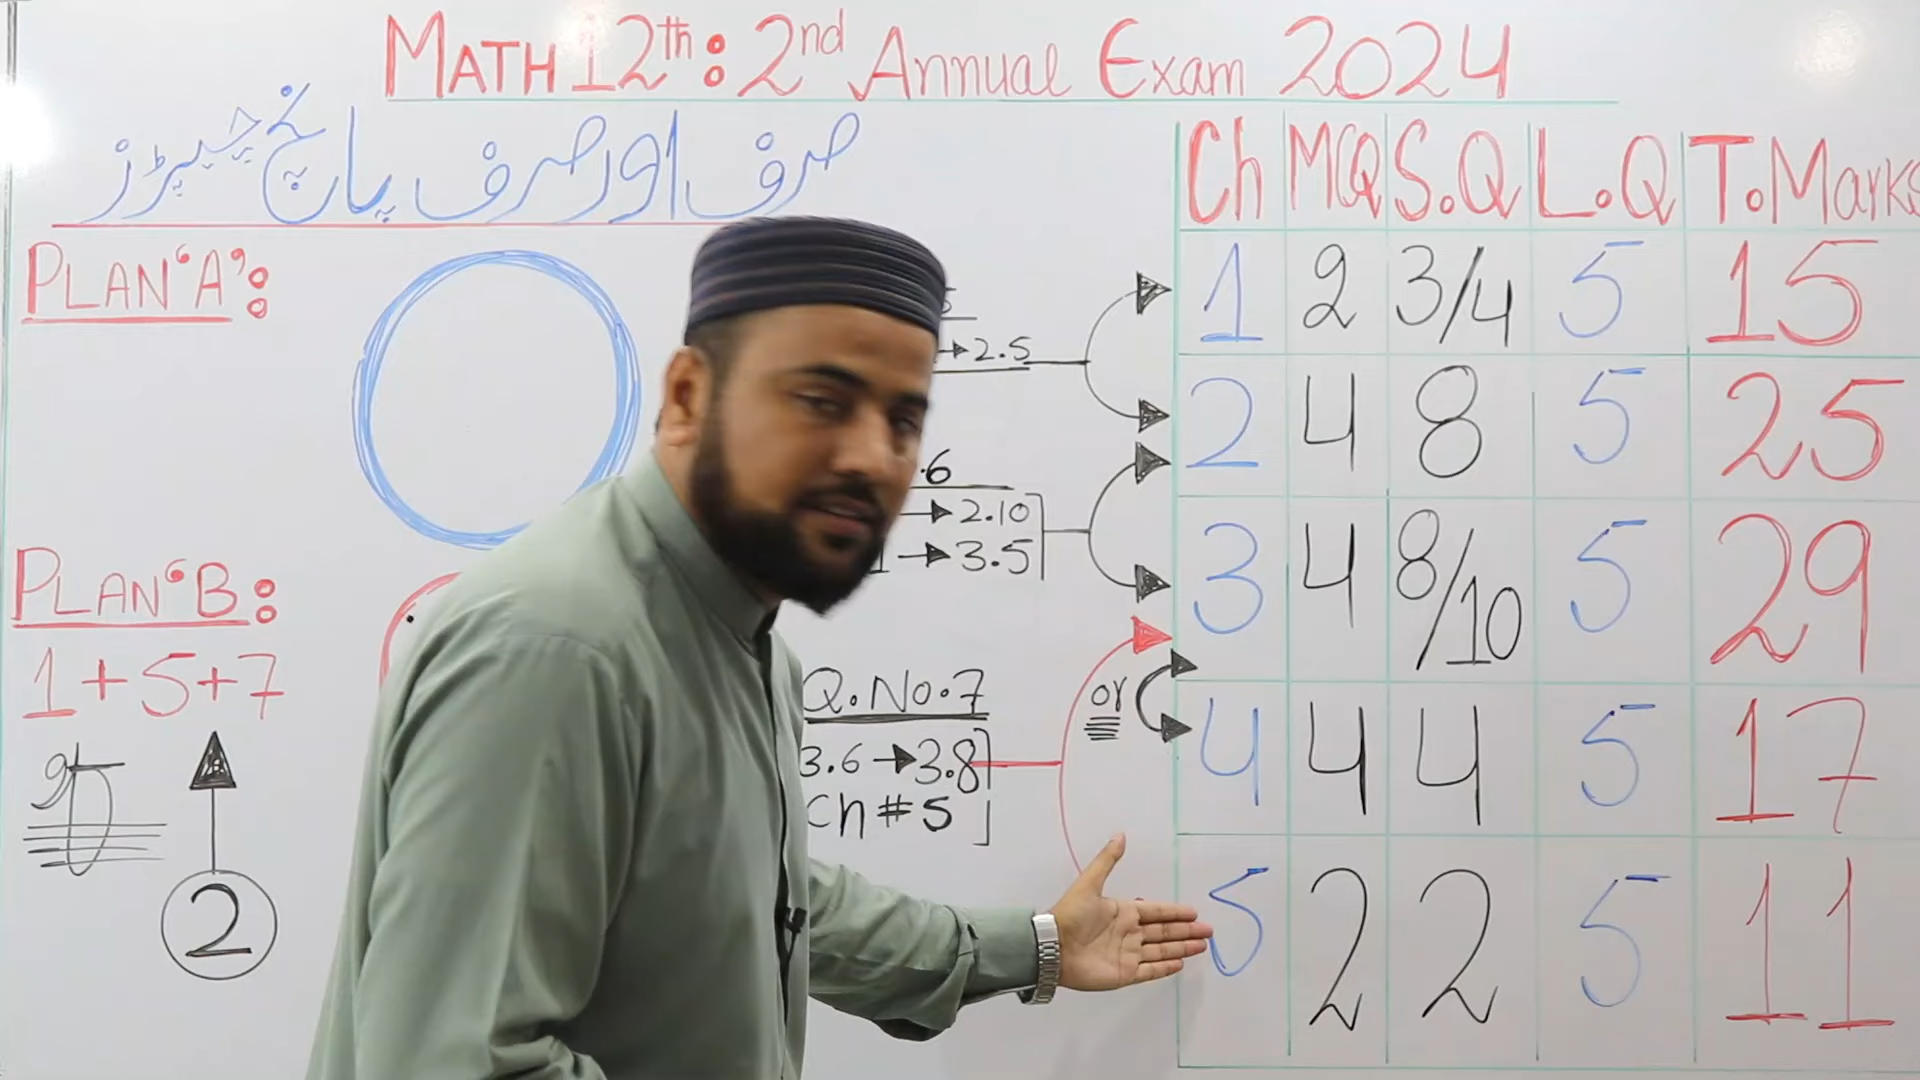 MATH 12th: 2nd Annual Exam 2024
صرف اور صرف پانچ چیپٹرز
PLAN 'A':
PLAN 'B':
1+5+7
2
→2.5
.6
→2.10
→3.5
Q.No.7
3.6→3.8
Ch#5
or
Ch MQ S.Q L.Q T.Marks
1 2 3/4 5 15
2 4 8 5 25
3 4 8/10 5 29
4 4 4 5 17
5 2 2 5 11